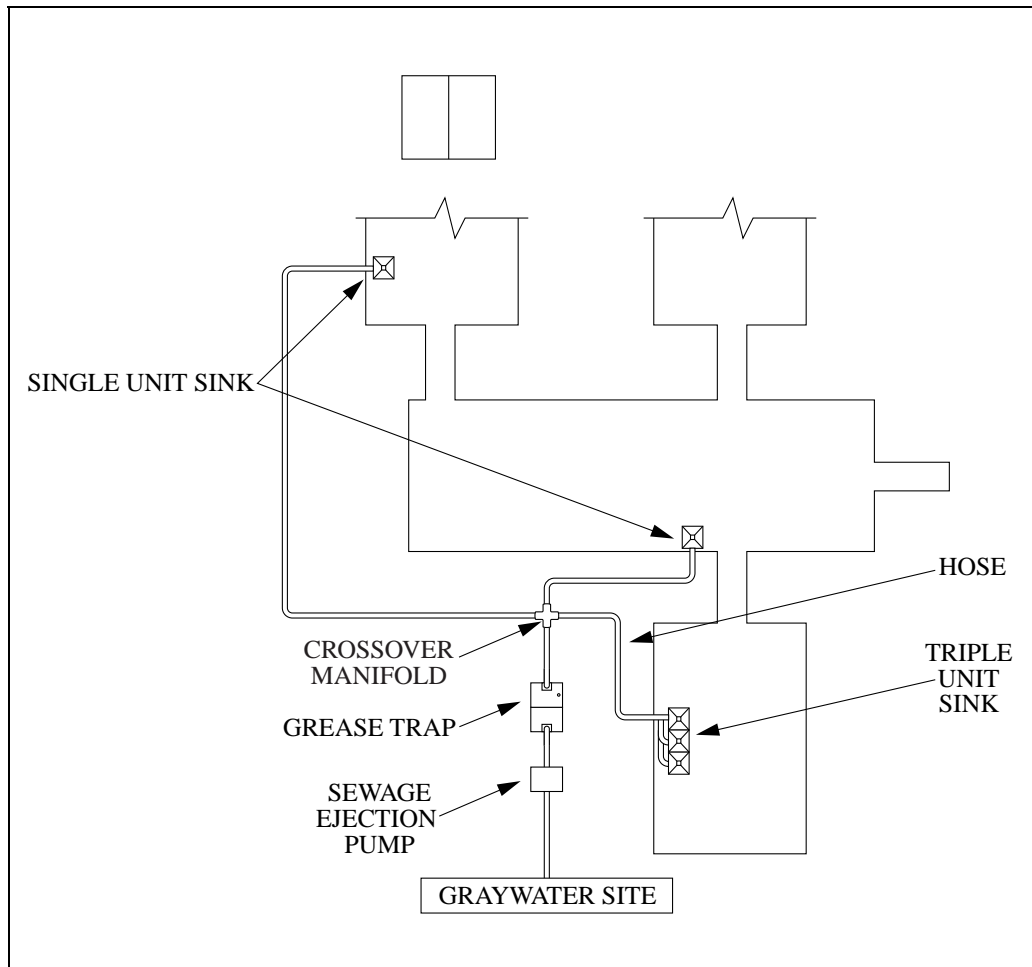 SINGLE UNIT SINK
HOSE
CROSSOVER
MANIFOLD
TRIPLE
UNIT
SINK
GREASE TRAP
SEWAGE
EJECTION
PUMP
GRAYWATER SITE